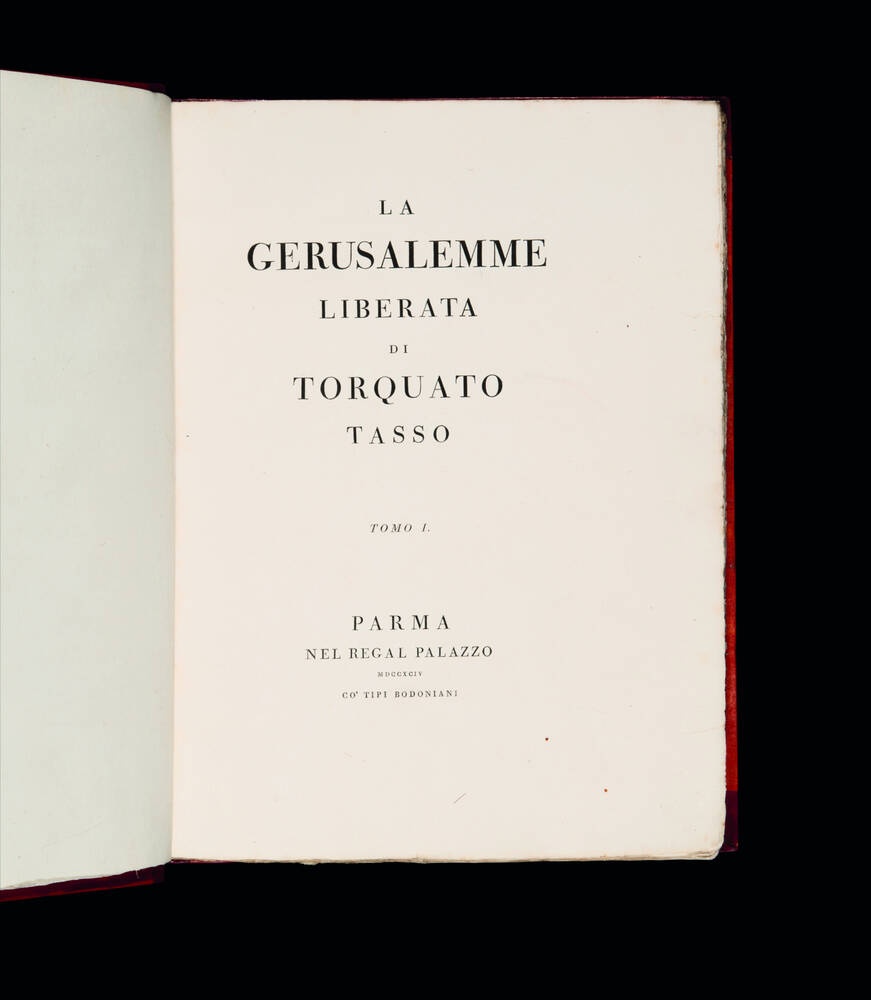 LA
GERUSALEMME
LIBERATA
DI
TORQUATO
TASSO
TOMO I.
PARMA
NEL REGAL PALAZZO
MDCCXCIV
CO' TIPI BODONIANI